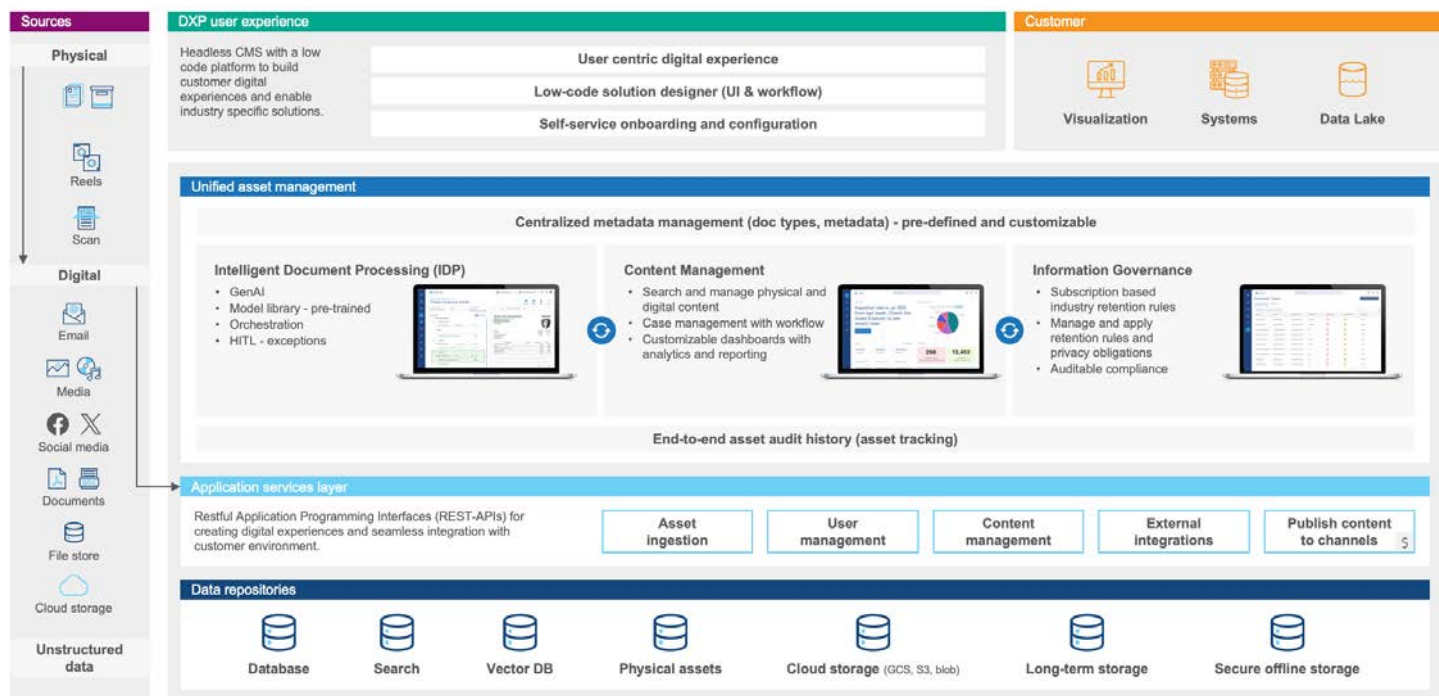 Sources
Physical
Reels
Scan
Digital
Email
Media
Social media
Documents
File store
Cloud storage
Unstructured
data
DXP user experience
Headless CMS with a low
code platform to build
customer digital
experiences and enable
industry specific solutions.
User centric digital experience
Low-code solution designer (UI & workflow)
Self-service onboarding and configuration
Customer
Visualization
Systems
Data Lake
Unified asset management
Centralized metadata management (doc types, metadata) - pre-defined and customizable
Intelligent Document Processing (IDP)
• GenAI
• Model library - pre-trained
• Orchestration
• HITL - exceptions
Content Management
• Search and manage physical and
digital content
• Case management with workflow
• Customizable dashboards with
analytics and reporting
Information Governance
• Subscription based
industry retention rules
• Manage and apply
retention rules and
privacy obligations
• Auditable compliance
End-to-end asset audit history (asset tracking)
Application services layer
Restful Application Programming Interfaces (REST-APIs) for
creating digital experiences and seamless integration with
customer environment.
Asset
ingestion
User
management
Content
management
External
integrations
Publish content
to channels $
Data repositories
Database
Search
Vector DB
Physical assets
Cloud storage (GCS, S3, blob)
Long-term storage
Secure offline storage